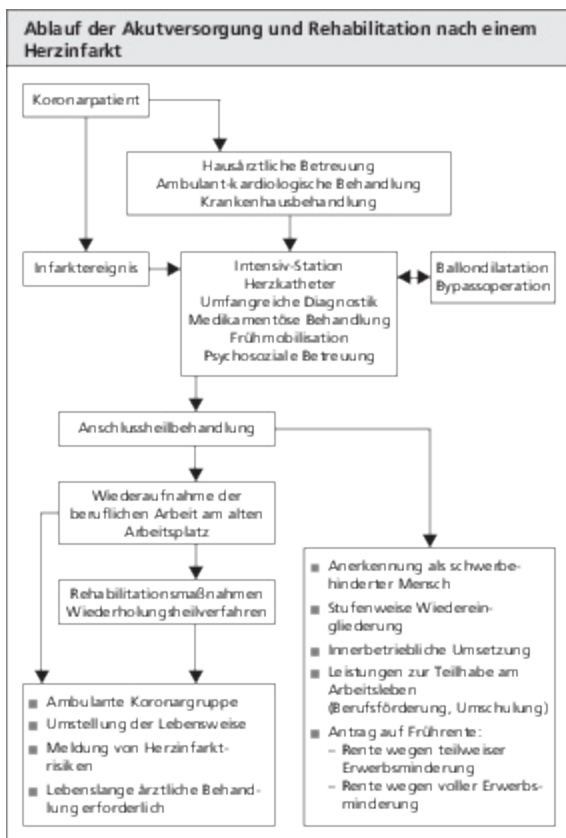 Ablauf der Akutversorgung und Rehabilitation nach einem
Herzinfarkt
Koronarpatient
Hausärztliche Betreuung
Ambulant-kardiologische Behandlung
Krankenhausbehandlung
Infarktereignis
Intensiv-Station
Herzkatheter
Umfangreiche Diagnostik
Medikamentöse Behandlung
Frühmobilisation
Psychosoziale Betreuung
Ballondilatation
Bypassoperation
Anschlussheilbehandlung
Wiederaufnahme der
beruflichen Arbeit am alten
Arbeitsplatz
Rehabilitationsmaßnahmen
Wiederholungsheilverfahren
■ Ambulante Koronargruppe
■ Umstellung der Lebensweise
■ Meldung von Herzinfarkt-
risiken
■ Lebenslange ärztliche Behand-
lung erforderlich
■ Anerkennung als schwerbe-
hinderter Mensch
■ Stufenweise Wiederein-
gliederung
■ Innerbetriebliche Umsetzung
■ Leistungen zur Teilhabe am
Arbeitsleben
(Berufsförderung, Umschulung)
■ Antrag auf Frührente:
– Rente wegen teilweiser
Erwerbsminderung
– Rente wegen voller Erwerbs-
minderung